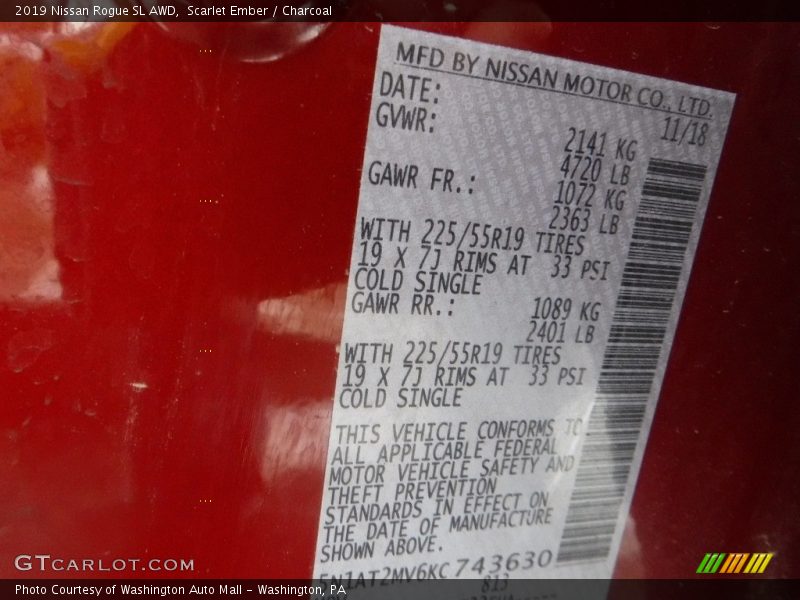 2019 Nissan Rogue SL AWD,  Scarlet Ember / Charcoal
MFD BY NISSAN MOTOR CO., LTD.
DATE: 11/18
GVWR: 2141 KG
4720 LB
GAWR FR.: 1072 KG
2363 LB
WITH 225/55R19 TIRES
19 X 7J RIMS AT 33 PSI
COLD SINGLE
GAWR RR.: 1089 KG
2401 LB
WITH 225/55R19 TIRES
19 X 7J RIMS AT 33 PSI
COLD SINGLE
THIS VEHICLE CONFORMS TO
ALL APPLICABLE FEDERAL
MOTOR VEHICLE SAFETY AND
THEFT PREVENTION
STANDARDS IN EFFECT ON
THE DATE OF MANUFACTURE
SHOWN ABOVE.
5N1AT2MV6KC743630
813
GTCARLOT.COM
Photo Courtesy of Washington Auto Mall - Washington, PA